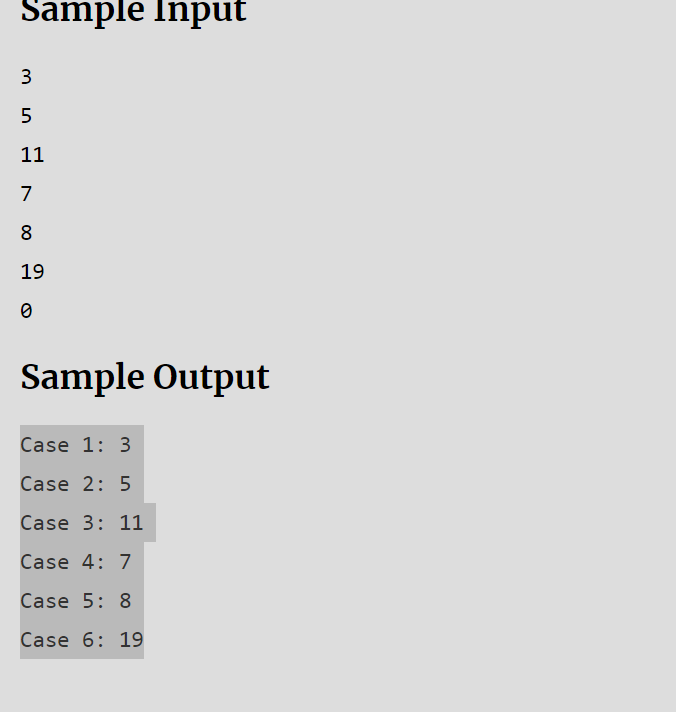 Sample Input
3
5
11
7
8
19
0
Sample Output
Case 1: 3
Case 2: 5
Case 3: 11
Case 4: 7
Case 5: 8
Case 6: 19